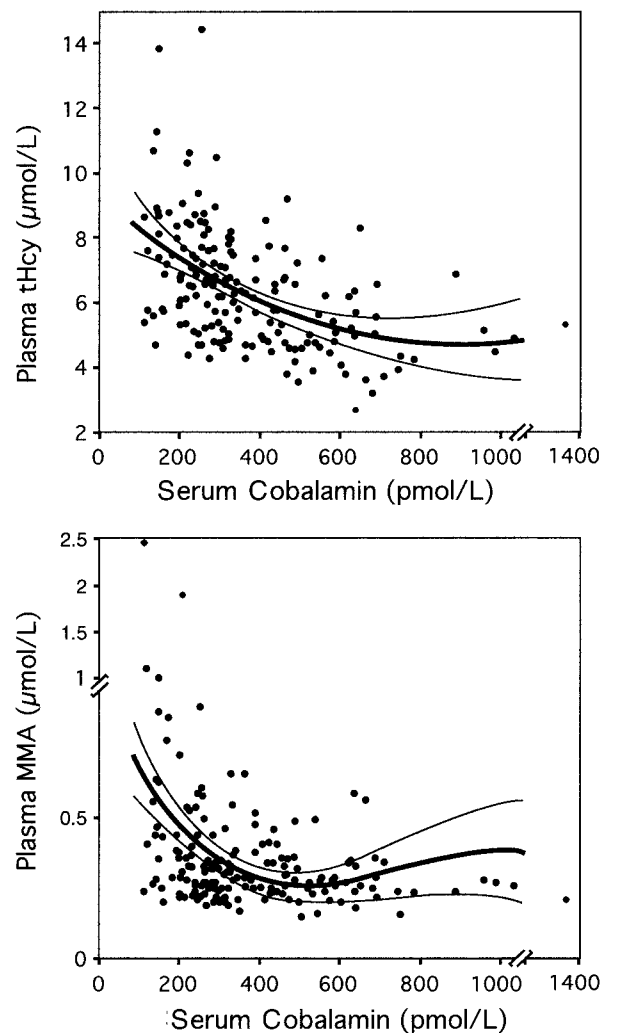 14
12
10
8
6
4
2
Plasma tHcy (μmol/L)
0 200 400 600 800 1000 1400
Serum Cobalamin (pmol/L)
2.5
2
1.5
1
0.5
0
Plasma MMA (μmol/L)
0 200 400 600 800 1000 1400
Serum Cobalamin (pmol/L)